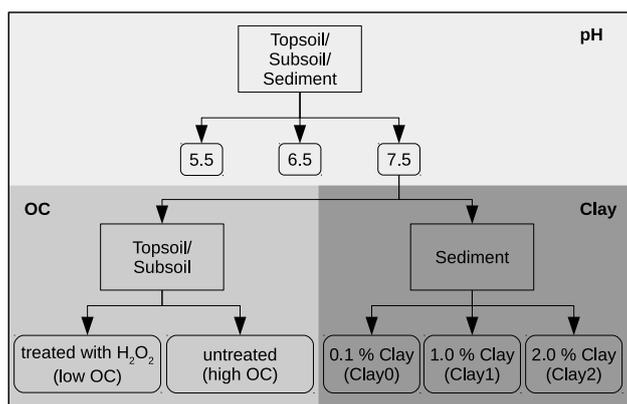 pH
Topsoil/
Subsoil/
Sediment
5.5
6.5
7.5
OC
Clay
Topsoil/
Subsoil
Sediment
treated with H₂O₂
(low OC)
untreated
(high OC)
0.1 % Clay
(Clay0)
1.0 % Clay
(Clay1)
2.0 % Clay
(Clay2)